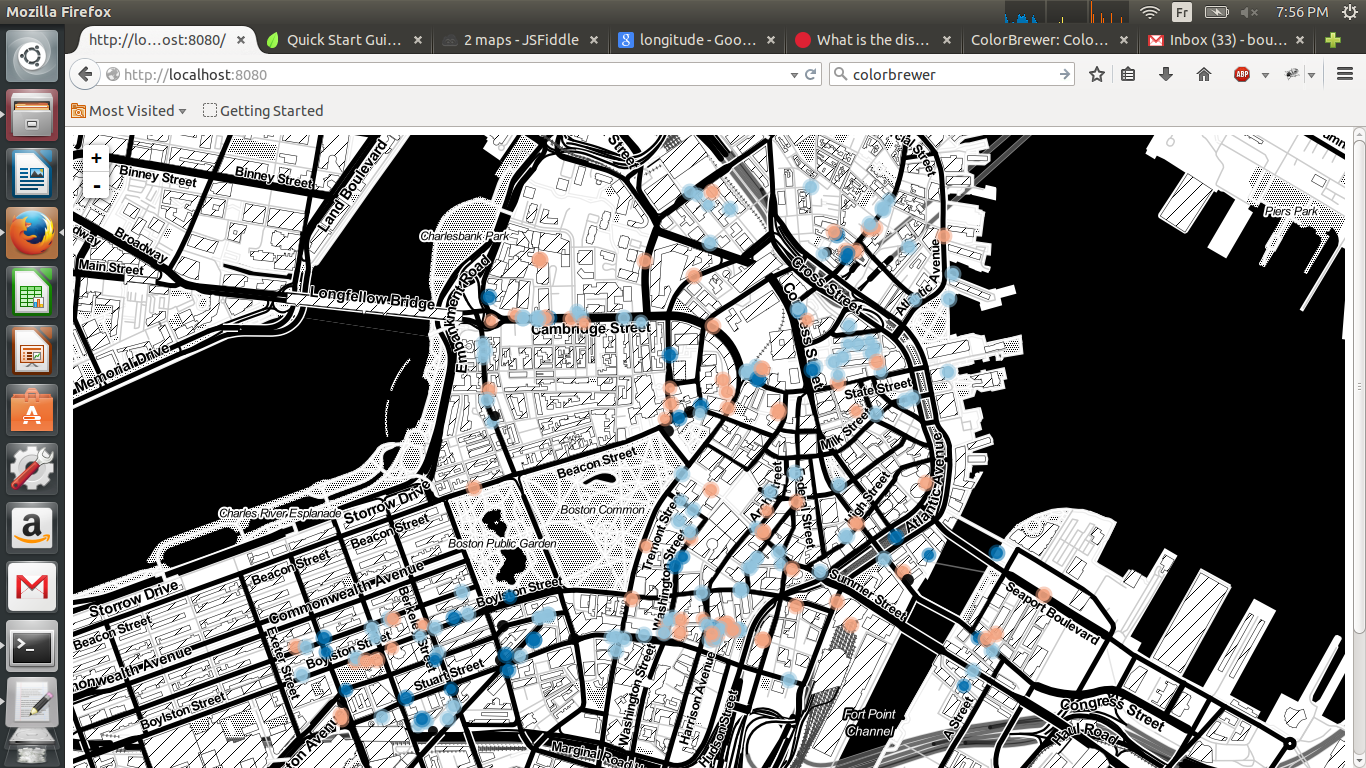 Mozilla Firefox
Fr
7:56 PM
http://lo...ost:8080/
Quick Start Gui...
2 maps - JSFiddle
longitude - Goo...
What is the dis...
ColorBrewer: Colo...
Inbox (33) - bou...
http://localhost:8080
colorbrewer
ABP
Most Visited
Getting Started
+
-
Binney Street
Binney Street
Land Boulevard
Street
Broadway
Main Street
Charlesbank Park
Piers Park
Longfellow Bridge
Embankment Road
Cross Street
Atlantic Avenue
Cambridge Street
Memorial Drive
State Street
Milk Street
Beacon Street
Boston Common
Charles River Esplanade
Storrow Drive
Boston Public Garden
Tremont Street
Washington Street
Atlantic Avenue
Beacon Street
Beacon Street
Storrow Drive
Commonwealth Avenue
Boylston Street
Berkeley Street
Summer Street
Seaport Boulevard
Beacon Street
Boylston Street
Stuart Street
Washington Street
Harrison Avenue
Hudson Street
Boylston Street
Fort Point
Channel
A Street
Congress Street
Haul Road
Marginal Road